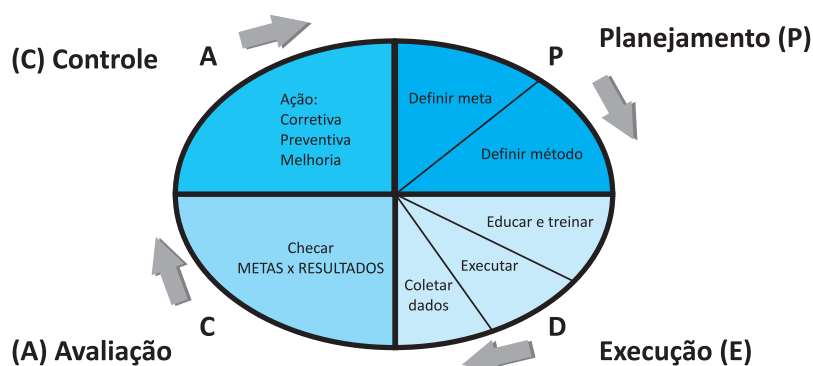 (C) Controle
A
P
Planejamento (P)
Ação:
Corretiva
Preventiva
Melhoria
Definir meta
Definir método
Educar e treinar
Executar
Coletar
dados
Checar
METAS x RESULTADOS
C
D
(A) Avaliação
Execução (E)